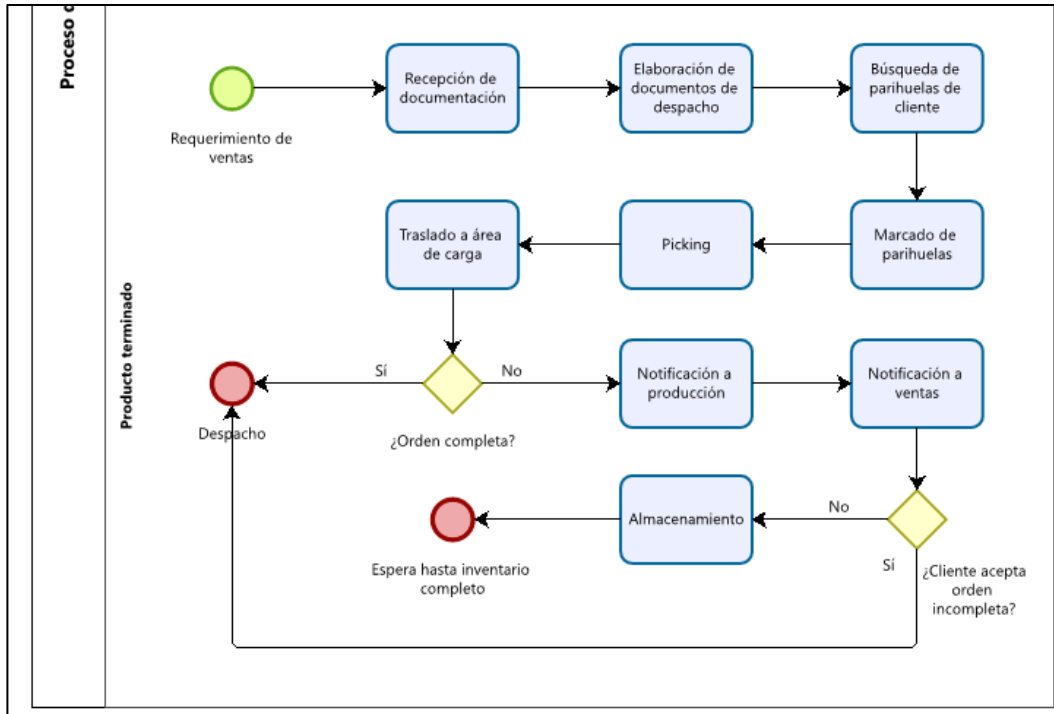 Proceso
Producto terminado
Requerimiento de
ventas
Recepción de
documentación
Elaboración de
documentos de
despacho
Búsqueda de
parihuelas de
cliente
Traslado a área
de carga
Picking
Marcado de
parihuelas
Despacho
Sí
¿Orden completa?
No
Notificación a
producción
Notificación a
ventas
Espera hasta inventario
completo
Almacenamiento
No
Sí
¿Cliente acepta
orden
incompleta?